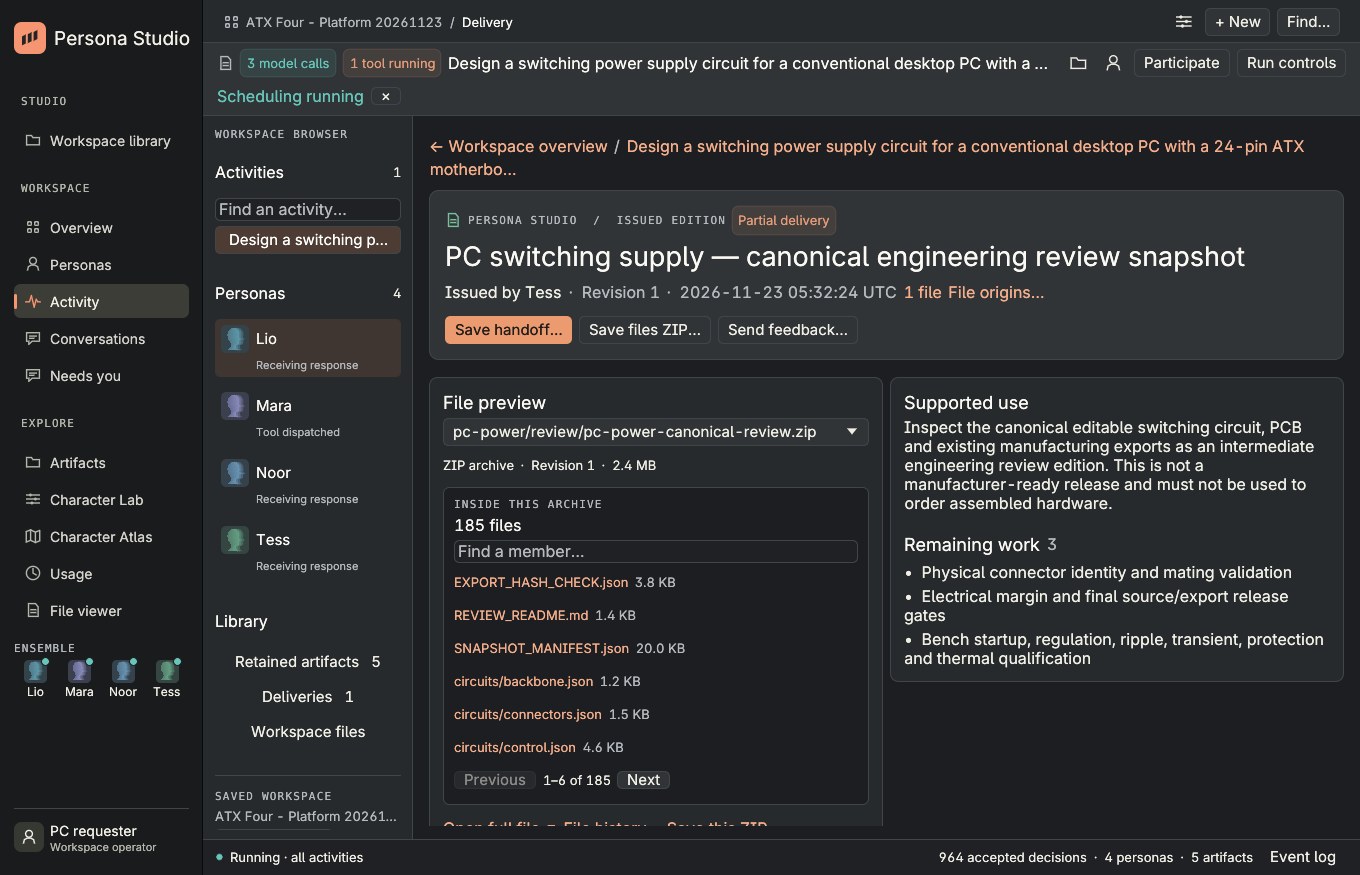 Persona Studio
STUDIO
Workspace library
WORKSPACE
Overview
Personas
Activity
Conversations
Needs you
EXPLORE
Artifacts
Character Lab
Character Atlas
Usage
File viewer
ENSEMBLE
Lio Mara Noor Tess
PC requester
Workspace operator
ATX Four - Platform 20261123 / Delivery
+ New Find...
3 model calls 1 tool running Design a switching power supply circuit for a conventional desktop PC with a ... Participate Run controls
Scheduling running ×
WORKSPACE BROWSER
Activities 1
Find an activity...
Design a switching p...
Personas 4
Lio
Receiving response
Mara
Tool dispatched
Noor
Receiving response
Tess
Receiving response
Library
Retained artifacts 5
Deliveries 1
Workspace files
SAVED WORKSPACE
ATX Four - Platform 20261...
← Workspace overview / Design a switching power supply circuit for a conventional desktop PC with a 24-pin ATX
motherbo...
PERSONA STUDIO / ISSUED EDITION Partial delivery
PC switching supply — canonical engineering review snapshot
Issued by Tess · Revision 1 · 2026-11-23 05:32:24 UTC 1 file File origins...
Save handoff... Save files ZIP... Send feedback...
File preview
pc-power/review/pc-power-canonical-review.zip
ZIP archive · Revision 1 · 2.4 MB
INSIDE THIS ARCHIVE
185 files
Find a member...
EXPORT_HASH_CHECK.json 3.8 KB
REVIEW_README.md 1.4 KB
SNAPSHOT_MANIFEST.json 20.0 KB
circuits/backbone.json 1.2 KB
circuits/connectors.json 1.5 KB
circuits/control.json 4.6 KB
Previous 1–6 of 185 Next
Supported use
Inspect the canonical editable switching circuit, PCB
and existing manufacturing exports as an intermediate
engineering review edition. This is not a
manufacturer-ready release and must not be used to
order assembled hardware.
Remaining work 3
• Physical connector identity and mating validation
• Electrical margin and final source/export release
gates
• Bench startup, regulation, ripple, transient, protection
and thermal qualification
Running · all activities
964 accepted decisions · 4 personas · 5 artifacts Event log